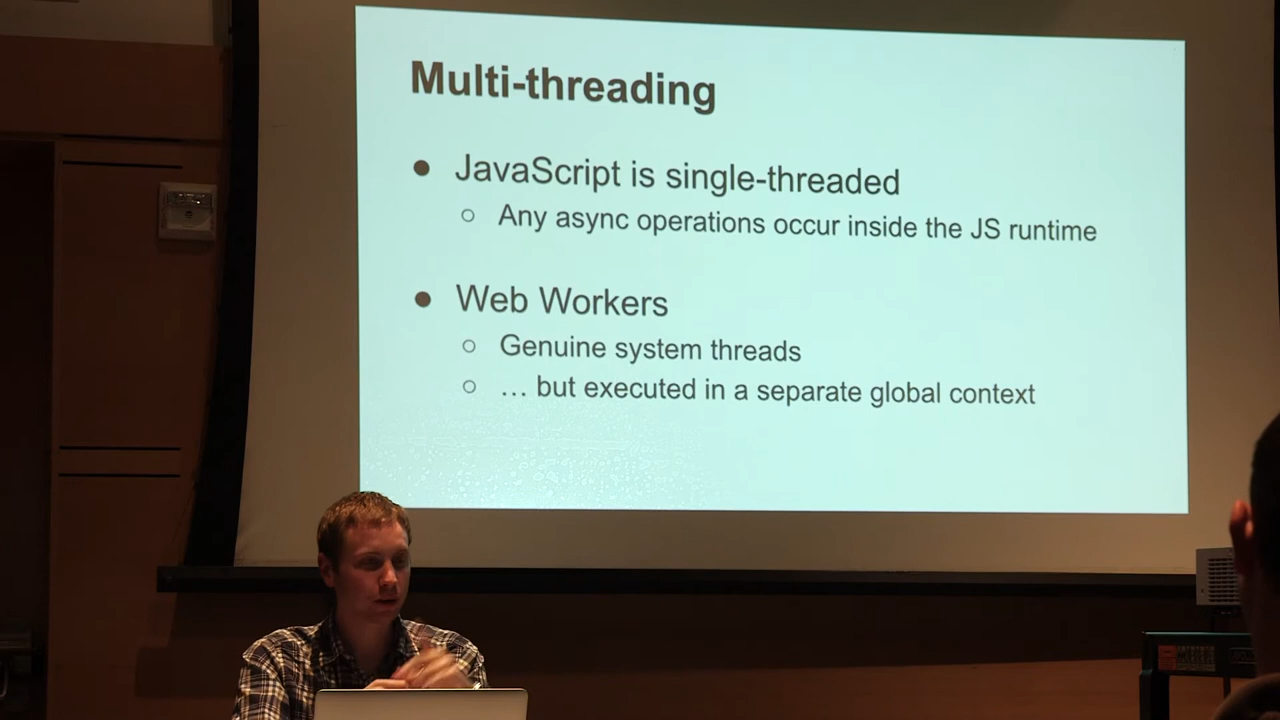 Multi-threading
● JavaScript is single-threaded
○ Any async operations occur inside the JS runtime
● Web Workers
○ Genuine system threads
○ … but executed in a separate global context